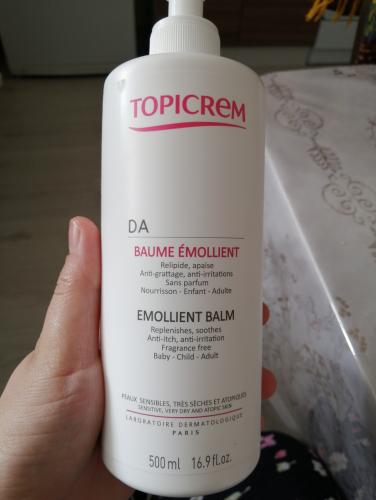 TOPICREM
DA
BAUME ÉMOLLIENT
Relipide, apaise
Anti-grattage, anti-irritations
Sans parfum
Nourrisson - Enfant - Adulte
EMOLLIENT BALM
Replenishes, soothes
Anti-itch, anti-irritation
Fragrance free
Baby - Child - Adult
PEAUX SENSIBLES, TRÈS SÈCHES ET ATOPIQUES
SENSITIVE, VERY DRY AND ATOPIC SKIN
LABORATOIRE DERMATOLOGIQUE
PARIS
500 ml 16.9 fl.oz.